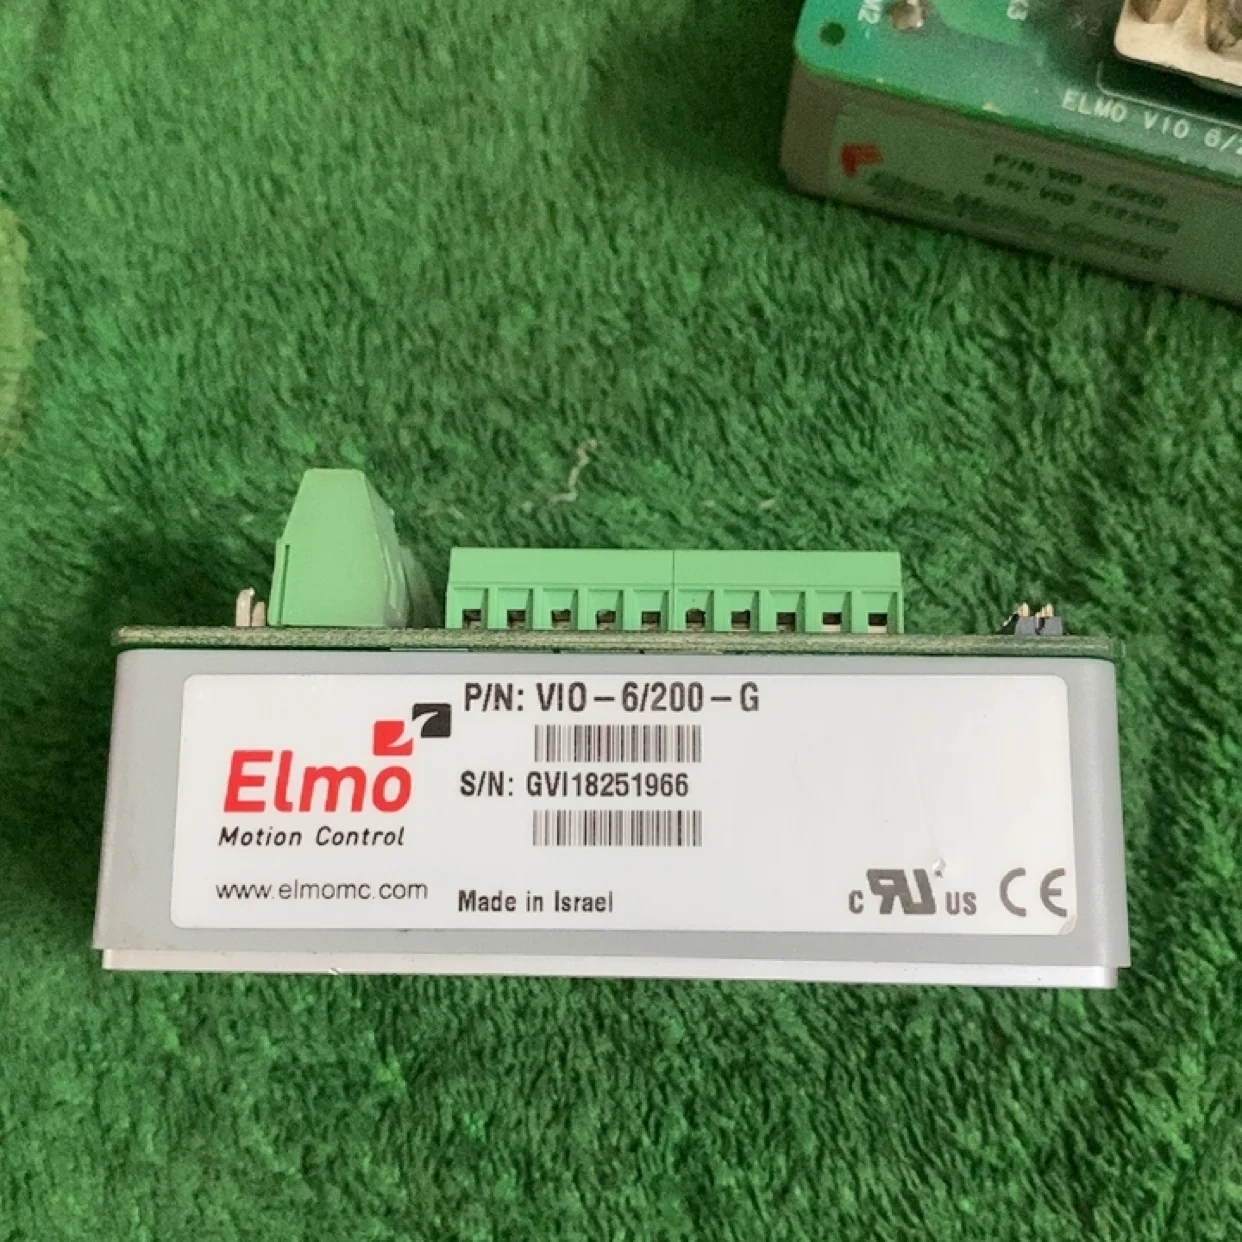 ELMO VIO 6/2
P/N: VIO-6/200-G
S/N: GVI18251966
Elmo
Motion Control
www.elmomc.com
Made in Israel
c RU US CE